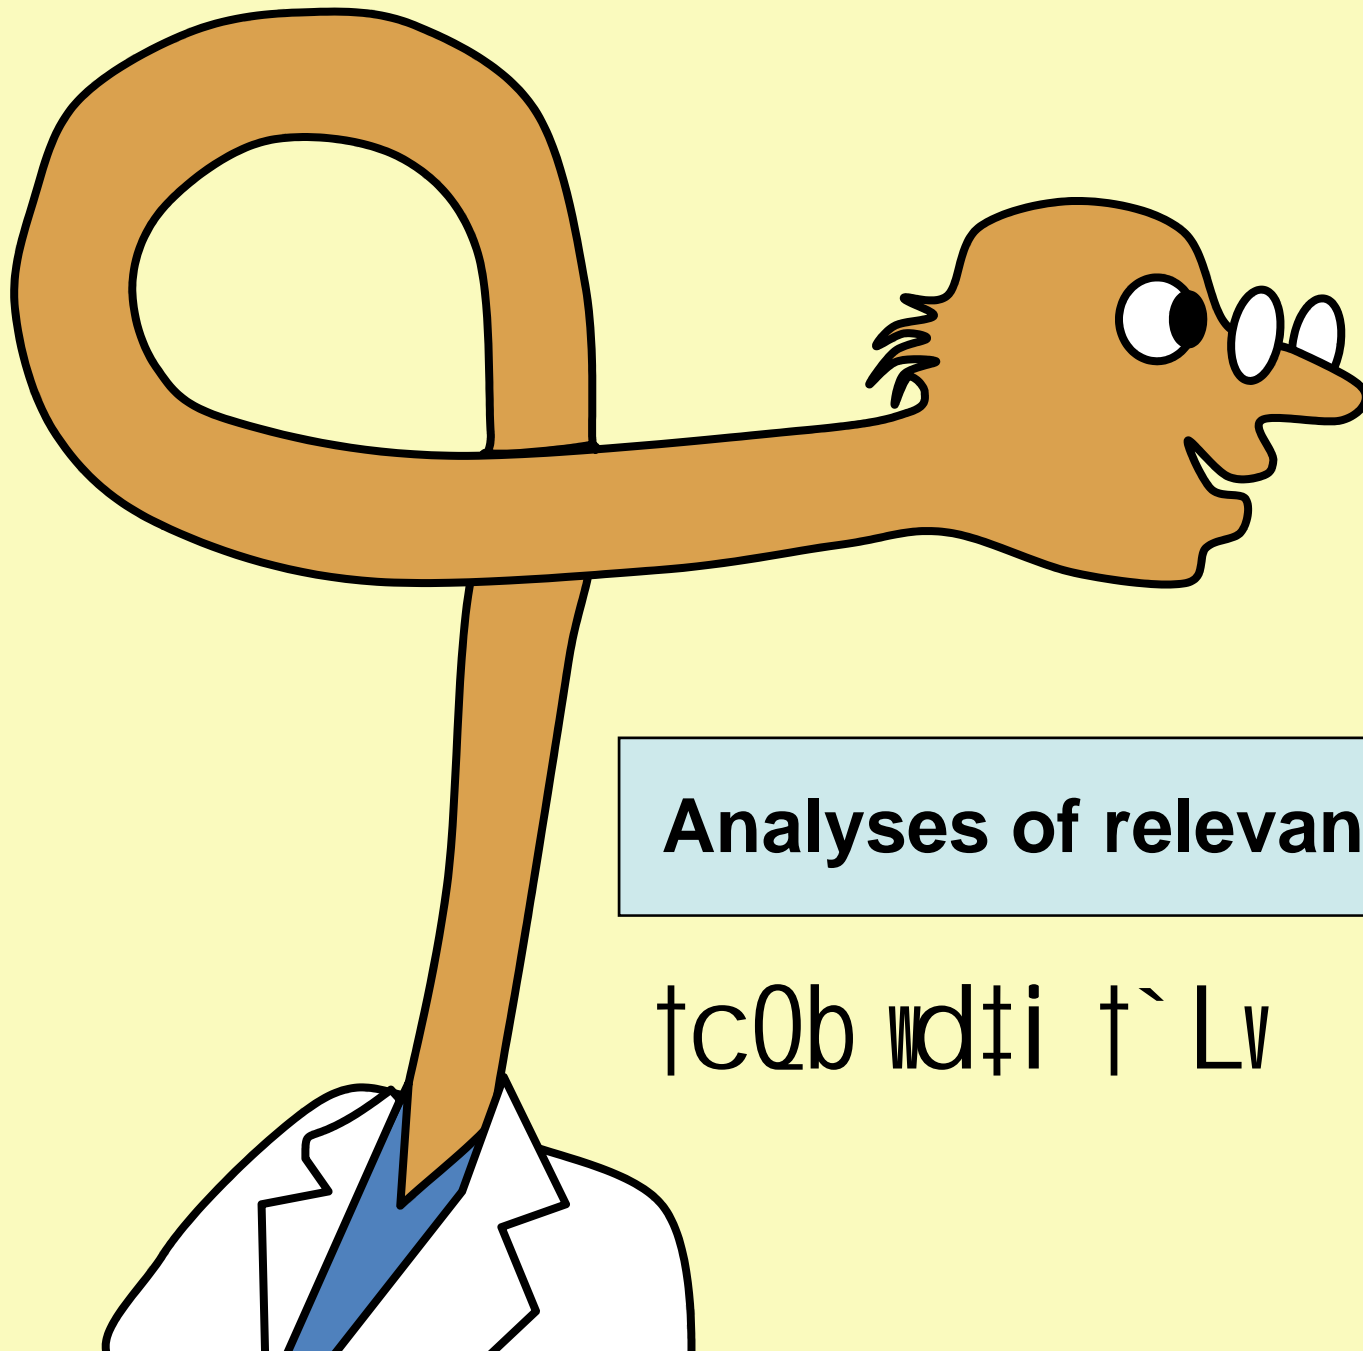 Analyses of relevan
†cQb wd‡i †` Lv